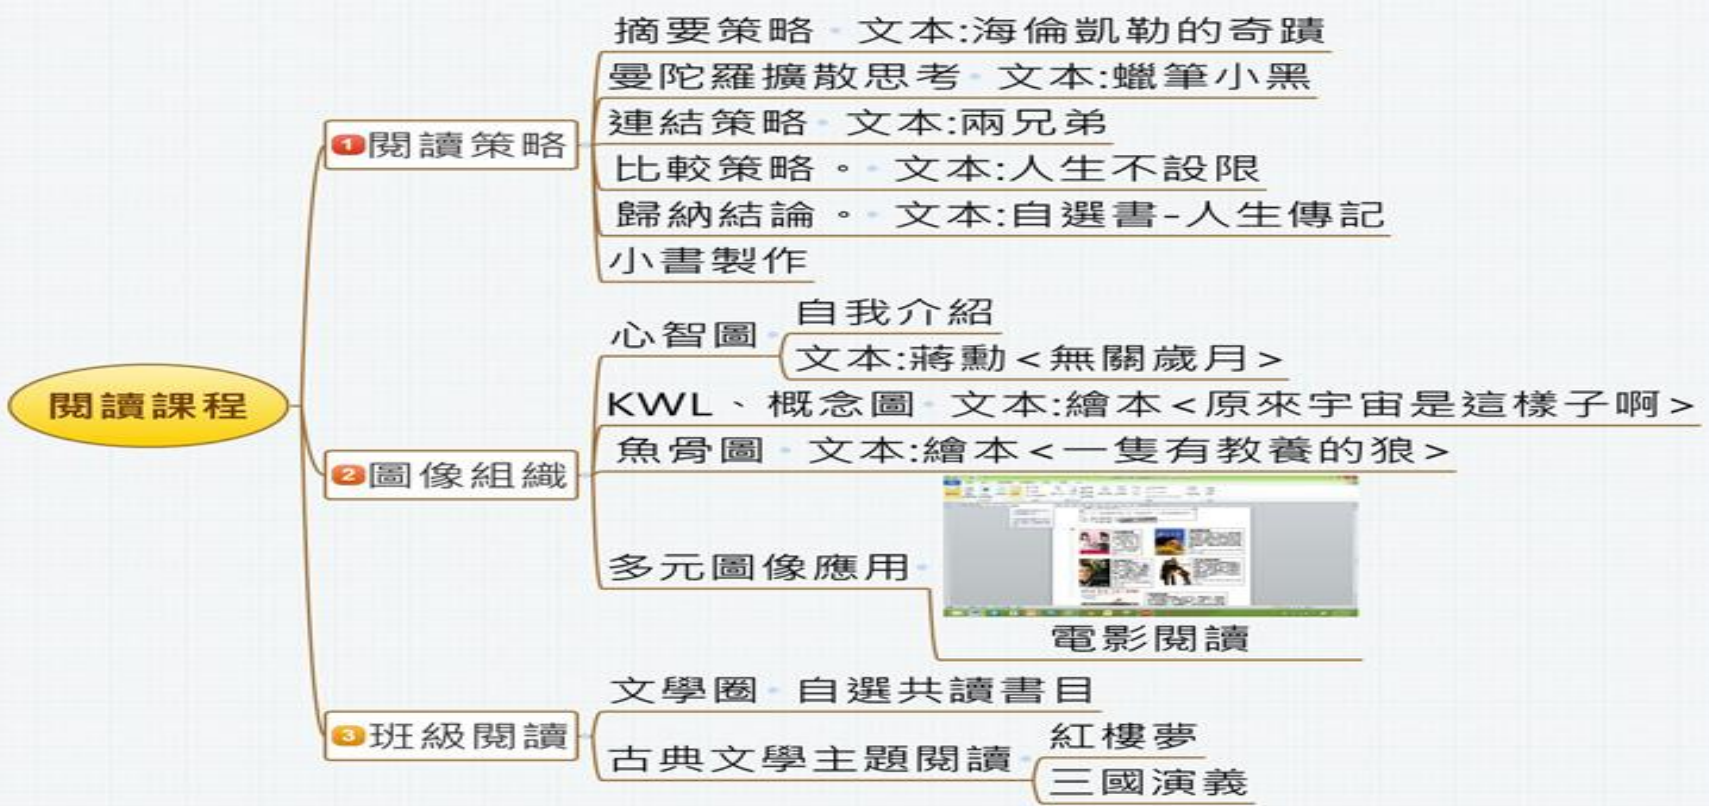 閱讀課程
1 閱讀策略
摘要策略 文本:海倫凱勒的奇蹟
曼陀羅擴散思考 文本:蠟筆小黑
連結策略 文本:兩兄弟
比較策略。 文本:人生不設限
歸納結論。 文本:自選書-人生傳記
小書製作
2 圖像組織
心智圖
自我介紹
文本:蔣勳<無關歲月>
KWL、概念圖 文本:繪本<原來宇宙是這樣子啊>
魚骨圖 文本:繪本<一隻有教養的狼>
多元圖像應用
電影閱讀
3 班級閱讀
文學圈 自選共讀書目
古典文學主題閱讀
紅樓夢
三國演義